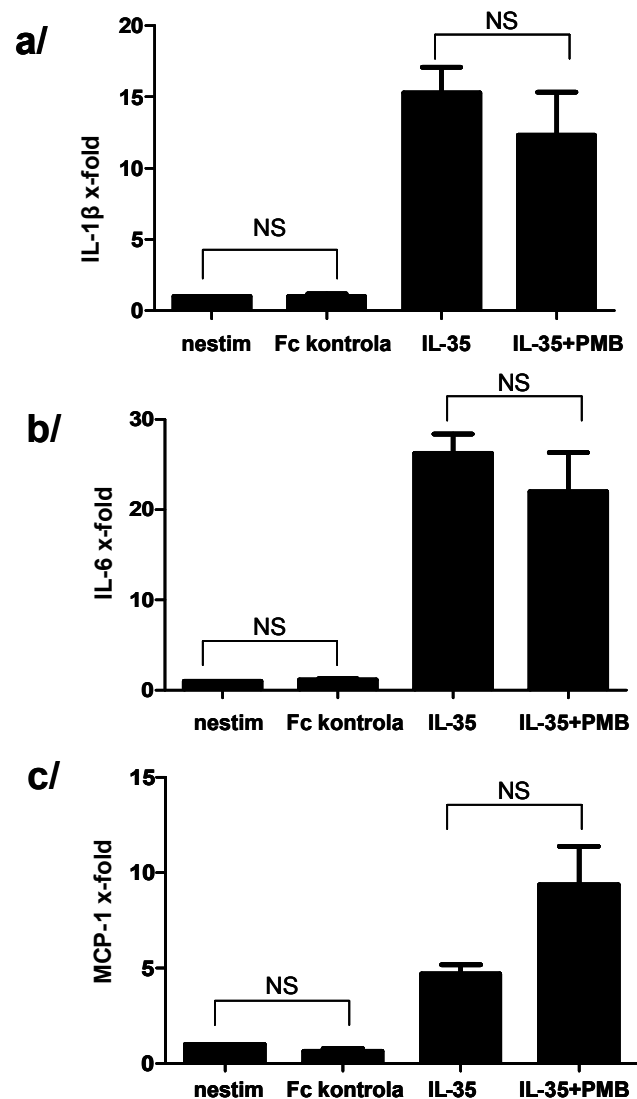 a/
IL-1β x-fold
20
15
10
5
0
NS
NS
nestim Fc kontrola IL-35 IL-35+PMB
b/
IL-6 x-fold
30
20
10
0
NS
NS
nestim Fc kontrola IL-35 IL-35+PMB
c/
MCP-1 x-fold
15
10
5
0
NS
NS
nestim Fc kontrola IL-35 IL-35+PMB